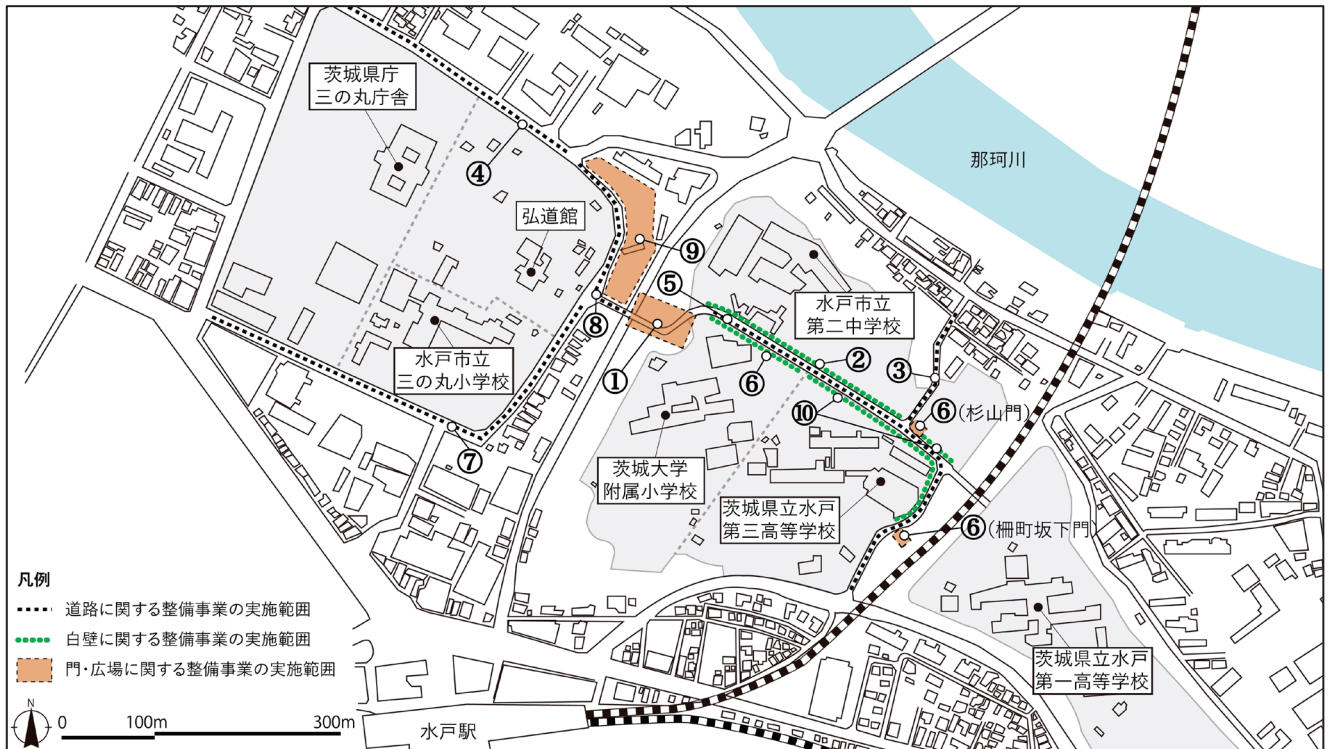 茨城県庁
三の丸庁舎
④
弘道館
那珂川
⑨
⑤
水戸市立
第二中学校
⑧
水戸市立
三の丸小学校
①
⑥
②
③
⑩
⑥(杉山門)
⑦
茨城大学
附属小学校
茨城県立水戸
第三高等学校
⑥(柵町坂下門)
茨城県立水戸
第一高等学校
凡例
道路に関する整備事業の実施範囲
白壁に関する整備事業の実施範囲
門・広場に関する整備事業の実施範囲
N
0 100m 300m
水戸駅